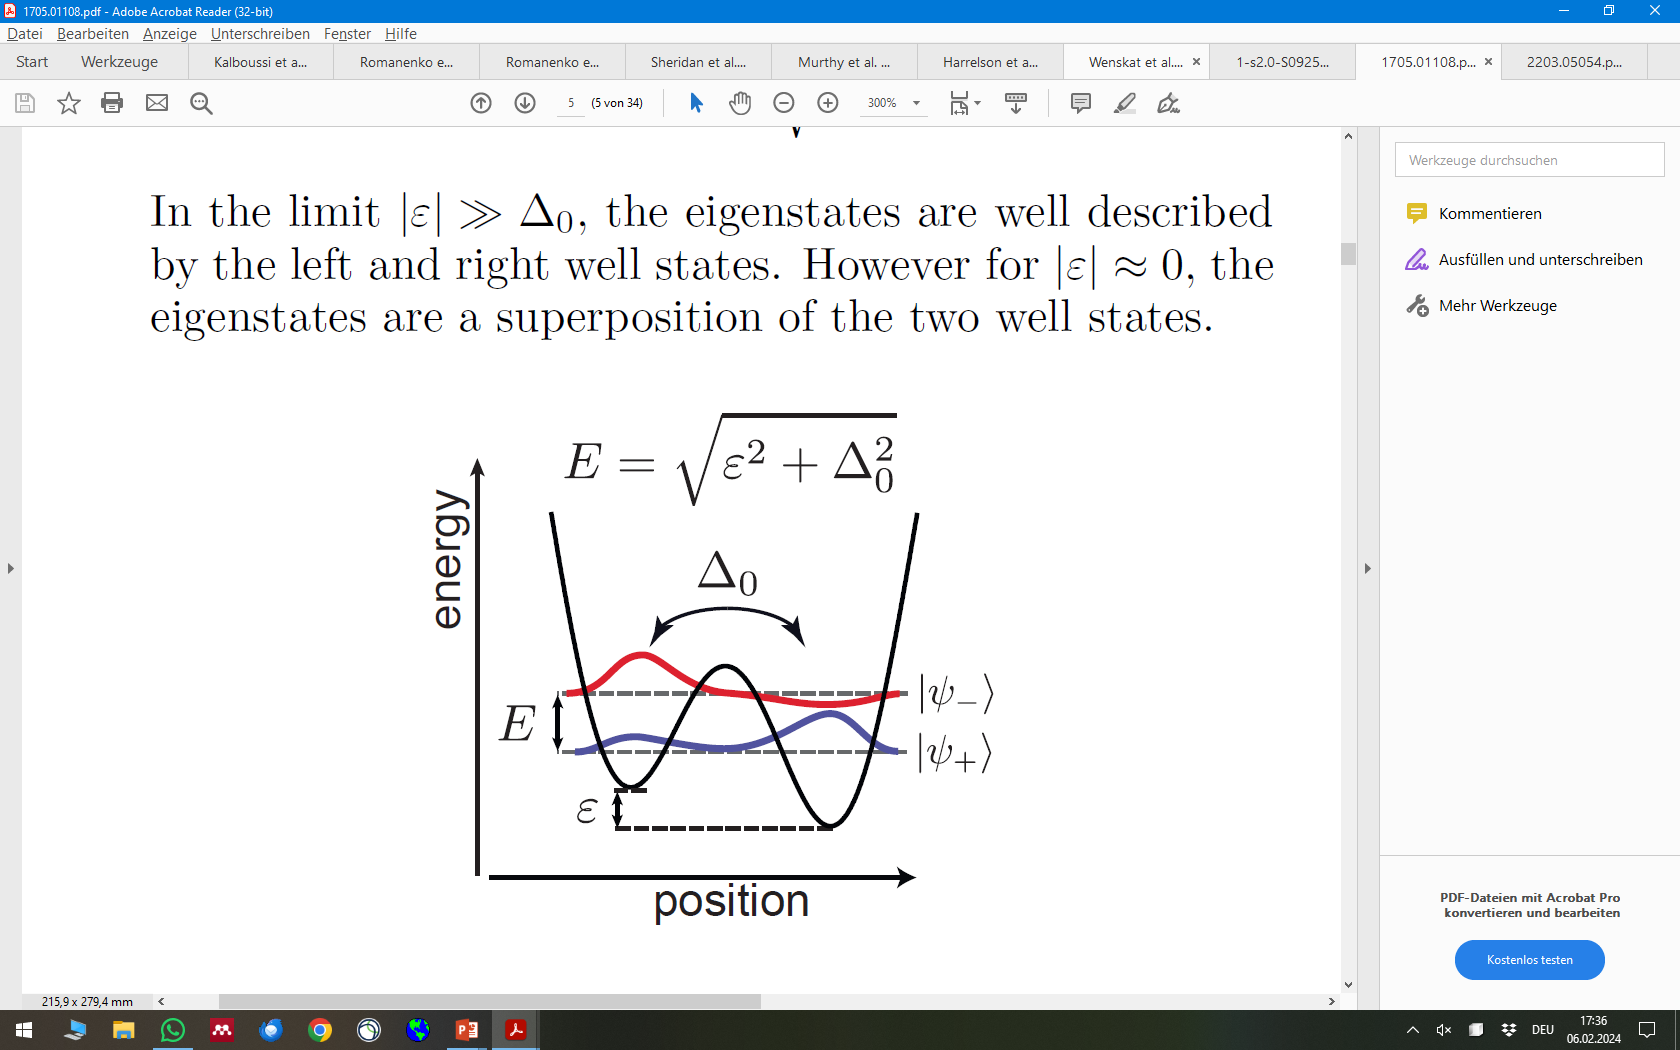 1705.01108.pdf - Adobe Acrobat Reader (32-bit)
Datei Bearbeiten Anzeige Unterschreiben Fenster Hilfe
Start Werkzeuge Kalboussi et a... Romanenko e... Romanenko e... Sheridan et al.... Murthy et al. ... Harrelson et a... Wenskat et al.... 1-s2.0-S0925... 1705.01108.p... 2203.05054.p...
5 (5 von 34) 300%
Werkzeuge durchsuchen
Kommentieren
Ausfüllen und unterschreiben
Mehr Werkzeuge
In the limit |ε| ≫ Δ₀, the eigenstates are well described
by the left and right well states. However for |ε| ≈ 0, the
eigenstates are a superposition of the two well states.
E = √(ε² + Δ₀²)
energy
Δ₀
|ψ₋⟩
E
|ψ₊⟩
ε
position
PDF-Dateien mit Acrobat Pro
konvertieren und bearbeiten
Kostenlos testen
215,9 x 279,4 mm
DEU
17:36
06.02.2024